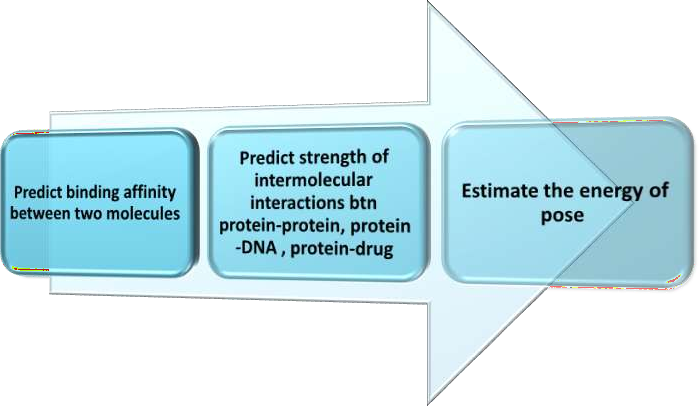 Predict binding affinity
between two molecules
Predict strength of
intermolecular
interactions btn
protein-protein, protein
-DNA , protein-drug
Estimate the energy of
pose